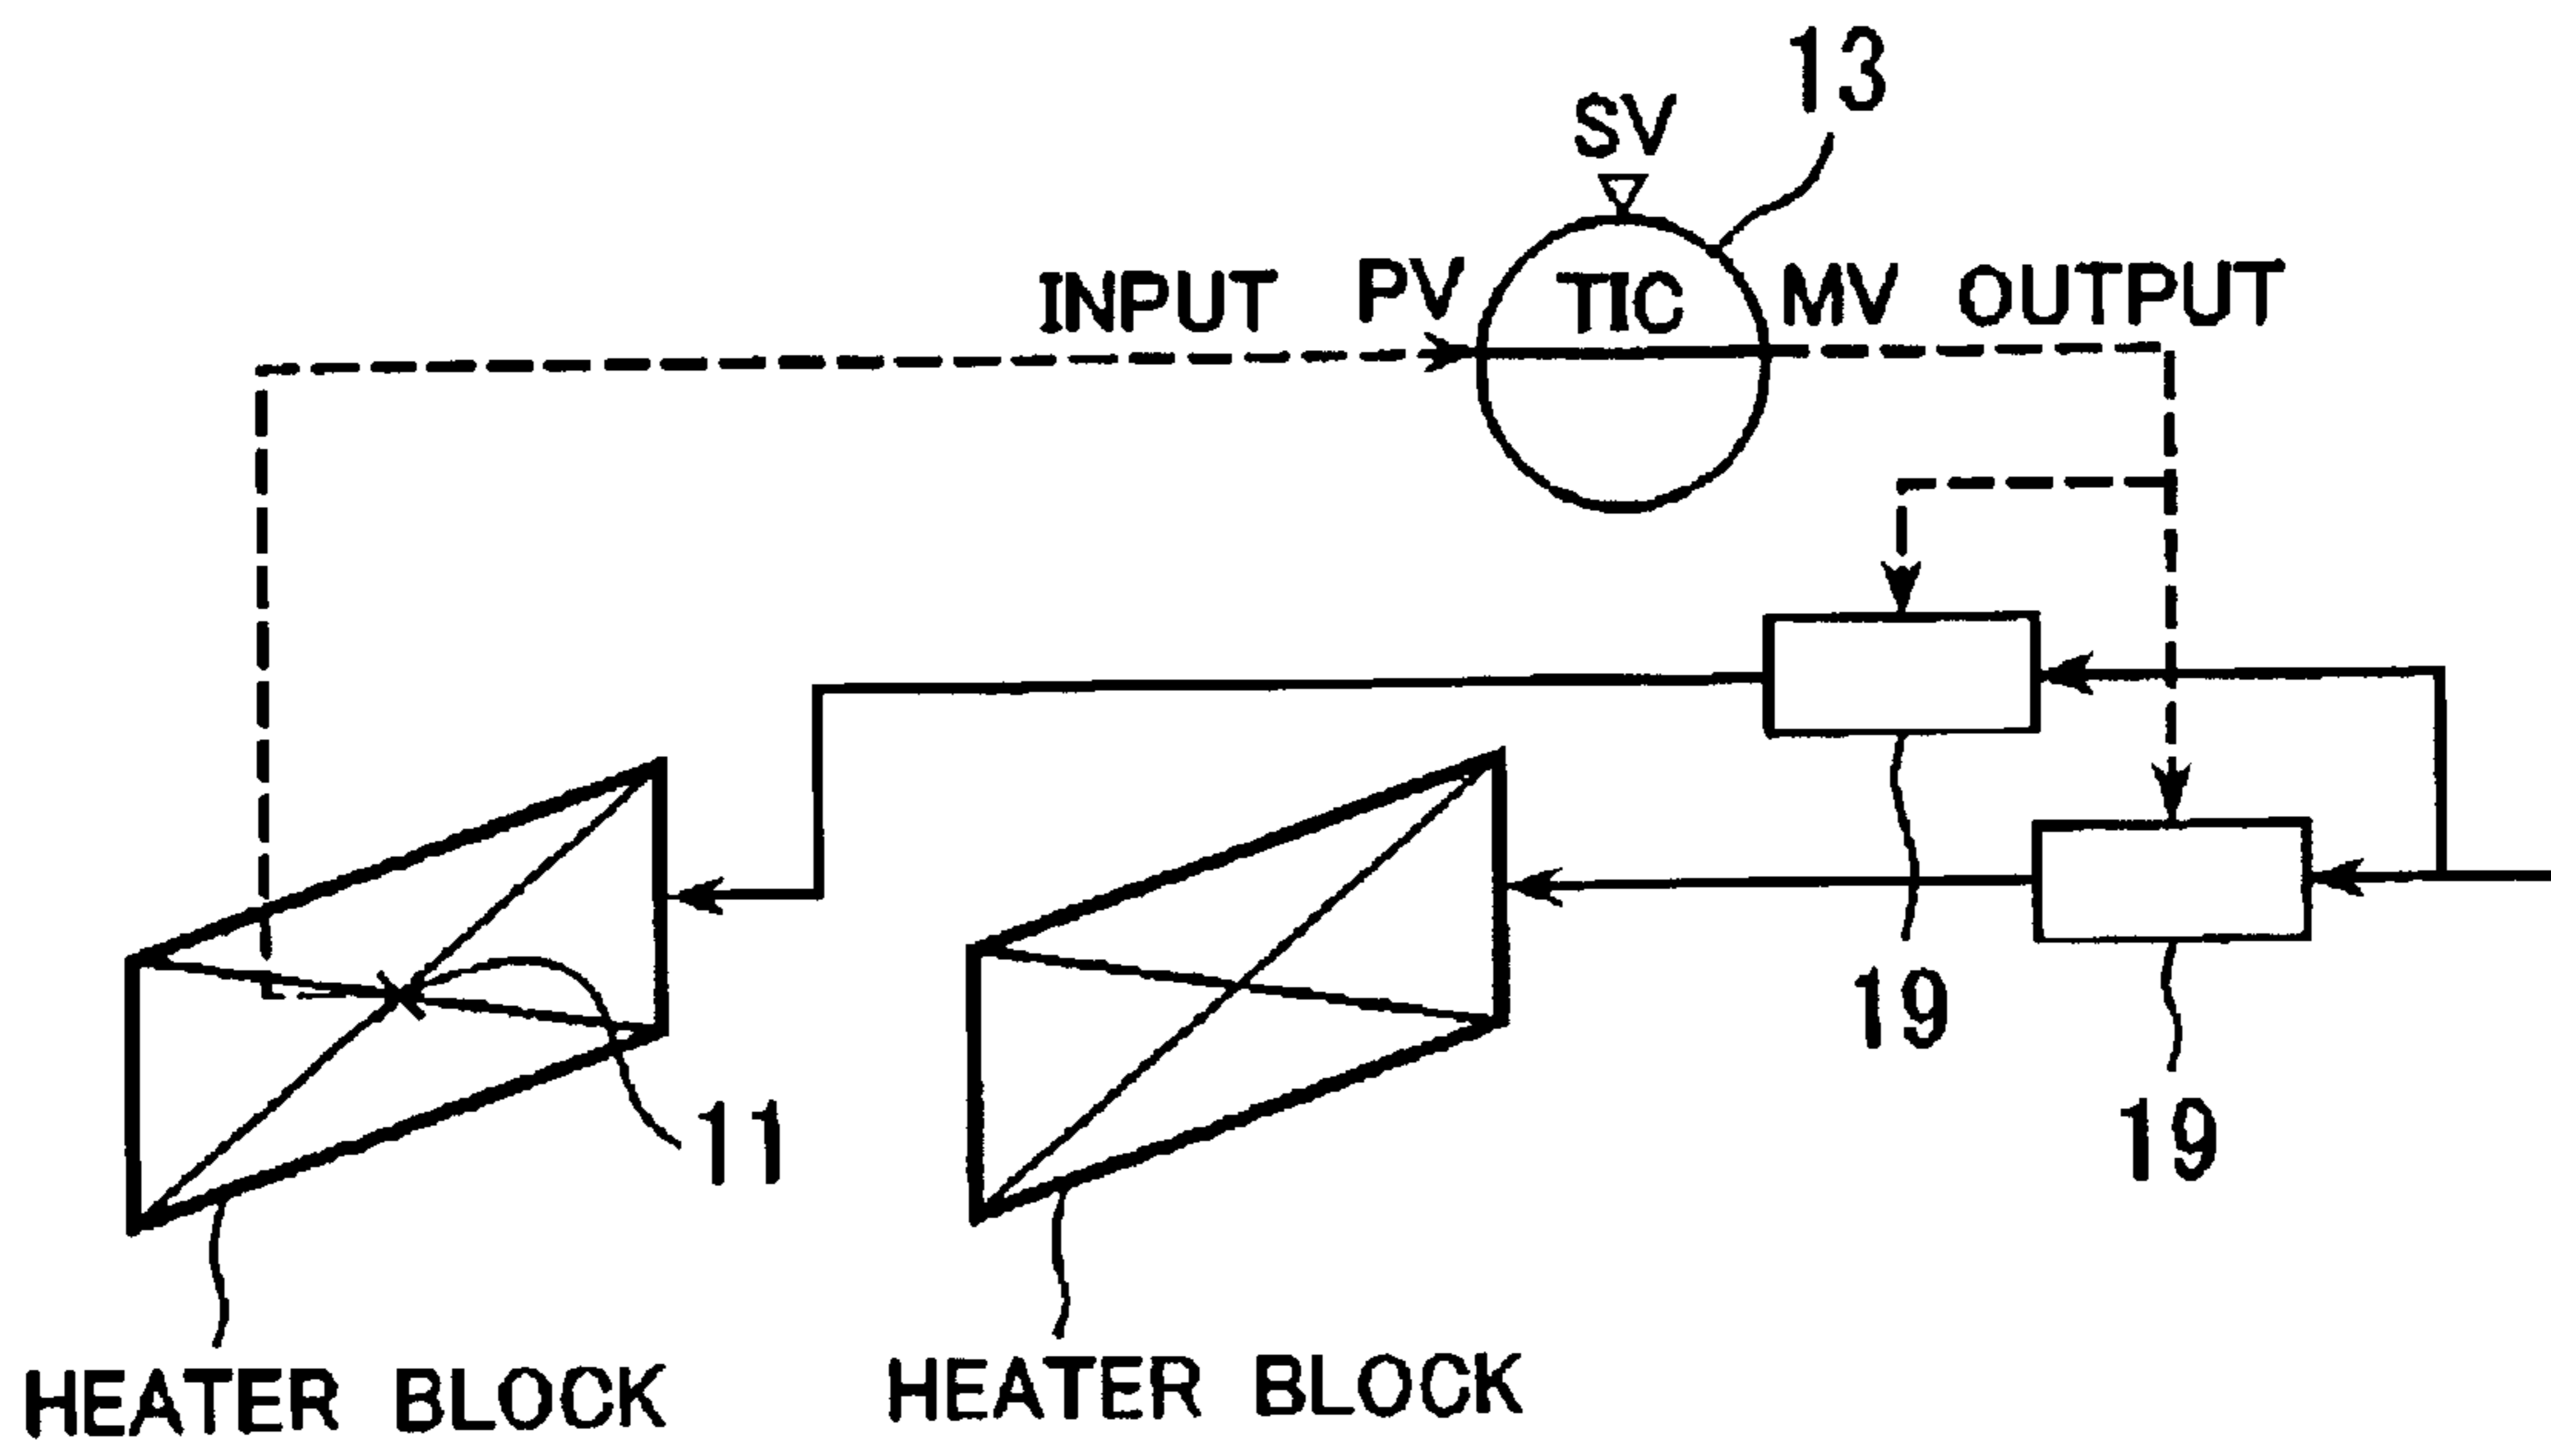 13
SV
INPUT PV TIC MV OUTPUT
19
11
19
HEATER BLOCK
HEATER BLOCK